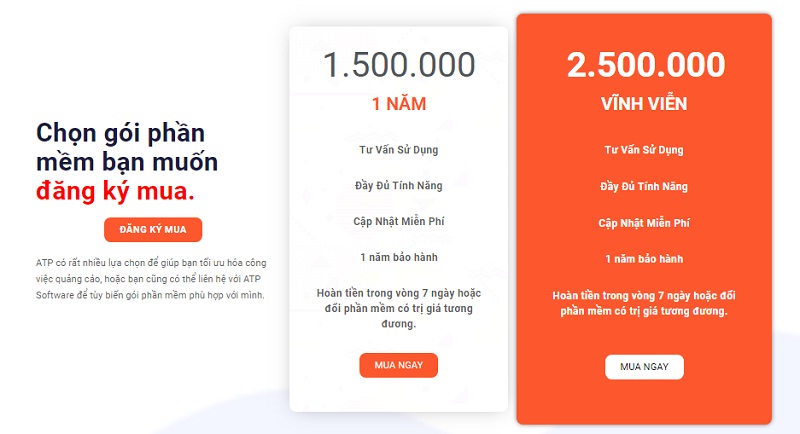 Chọn gói phần
mềm bạn muốn
đăng ký mua.
ĐĂNG KÝ MUA
ATP có rất nhiều lựa chọn để giúp bạn tối ưu hóa công
việc quảng cáo, hoặc bạn cũng có thể liên hệ với ATP
Software để tùy biến gói phần mềm phù hợp với mình.
1.500.000
1 NĂM
Tư Vấn Sử Dụng
Đầy Đủ Tính Năng
Cập Nhật Miễn Phí
1 năm bảo hành
Hoàn tiền trong vòng 7 ngày hoặc
đổi phần mềm có trị giá tương
đương.
MUA NGAY
2.500.000
VĨNH VIỄN
Tư Vấn Sử Dụng
Đầy Đủ Tính Năng
Cập Nhật Miễn Phí
1 năm bảo hành
Hoàn tiền trong vòng 7 ngày hoặc đổi
phần mềm có trị giá tương đương.
MUA NGAY